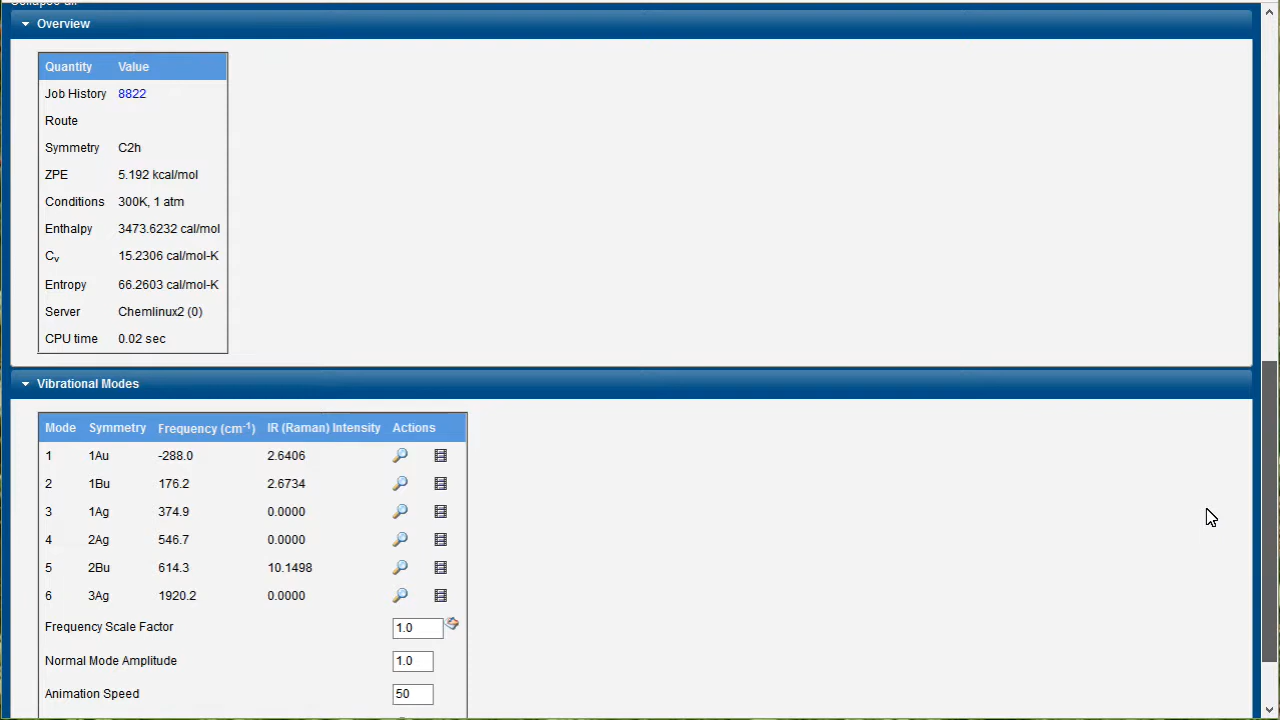 Collapse all
Overview
Quantity Value
Job History 8822
Route
Symmetry C2h
ZPE 5.192 kcal/mol
Conditions 300K, 1 atm
Enthalpy 3473.6232 cal/mol
Cv 15.2306 cal/mol-K
Entropy 66.2603 cal/mol-K
Server Chemlinux2 (0)
CPU time 0.02 sec
Vibrational Modes
Mode Symmetry Frequency (cm-1) IR (Raman) Intensity Actions
1 1Au -288.0 2.6406
2 1Bu 176.2 2.6734
3 1Ag 374.9 0.0000
4 2Ag 546.7 0.0000
5 2Bu 614.3 10.1498
6 3Ag 1920.2 0.0000
Frequency Scale Factor 1.0
Normal Mode Amplitude 1.0
Animation Speed 50